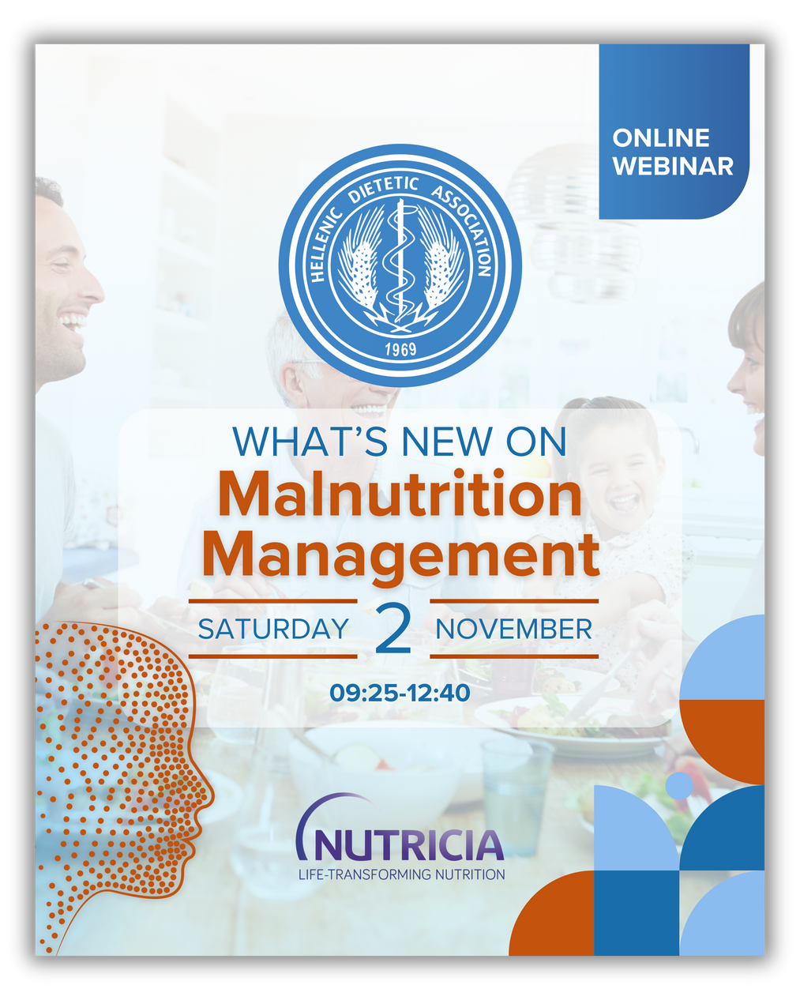 ONLINE
WEBINAR
HELLENIC DIETETIC ASSOCIATION
1969
WHAT'S NEW ON
Malnutrition
Management
SATURDAY 2 NOVEMBER
09:25-12:40
NUTRICIA
LIFE-TRANSFORMING NUTRITION